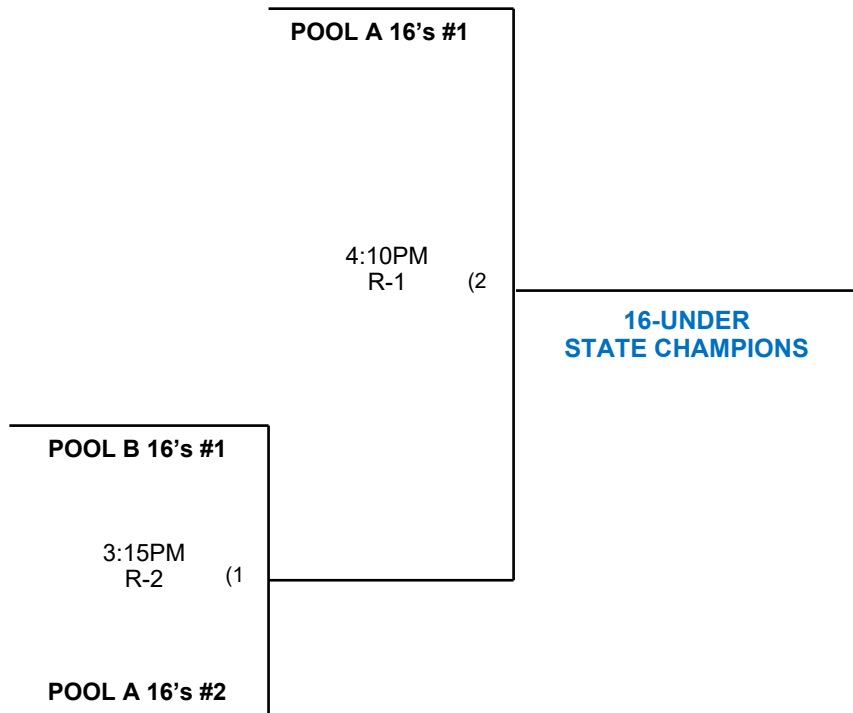 POOL A 16’s #1
4:10PM
R-1 (2
16-UNDER
STATE CHAMPIONS
POOL B 16’s #1
3:15PM
R-2 (1
POOL A 16’s #2